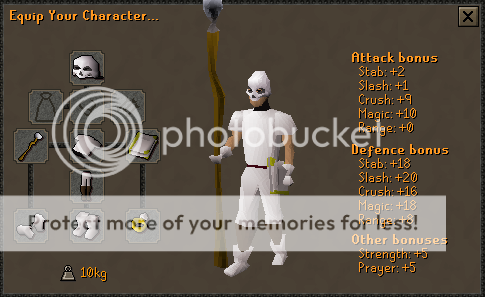 Equip Your Character...
Attack bonus
Stab: +2
Slash: +1
Crush: +9
Magic: +10
Range: +0
Defence bonus
Stab: +18
Slash: +20
Crush: +16
Magic: +18
Other bonuses
Strength: +5
Prayer: +5
10kg
photobucket
Protect more of your memories for less!